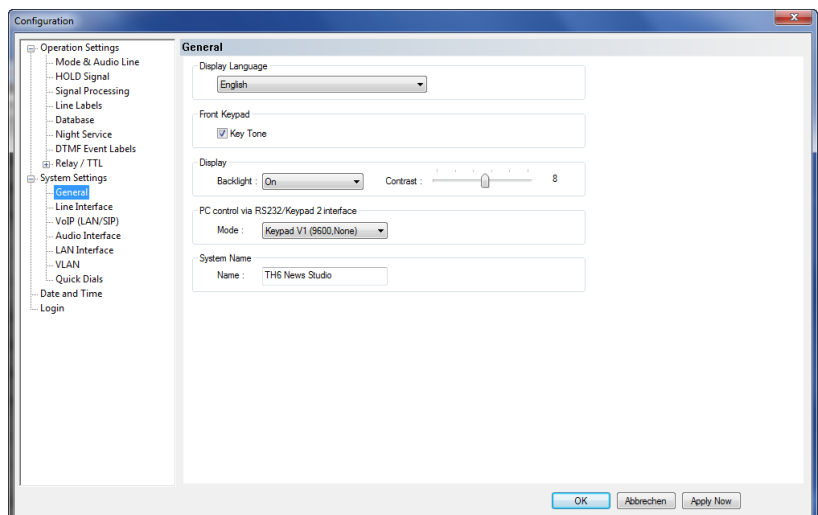 Configuration
Operation Settings
Mode & Audio Line
HOLD Signal
Signal Processing
Line Labels
Database
Night Service
DTMF Event Labels
Relay / TTL
System Settings
General
Line Interface
VoIP (LAN/SIP)
Audio Interface
LAN Interface
VLAN
Quick Dials
Date and Time
Login
General
Display Language
English
Front Keypad
Key Tone
Display
Backlight : On Contrast : 8
PC control via RS232/Keypad 2 interface
Mode : Keypad V1 (9600,None)
System Name
Name : TH6 News Studio
OK Abbrechen Apply Now